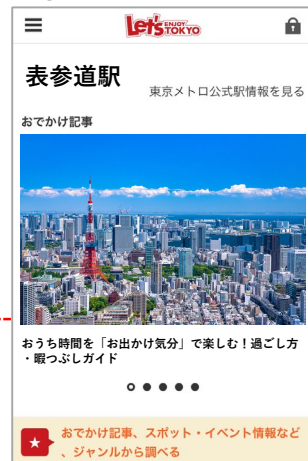 Let's ENJOY TOKYO
表参道駅
東京メトロ公式駅情報を見る
おでかけ記事
おうち時間を「お出かけ気分」で楽しむ！過ごし方
・暇つぶしガイド
おでかけ記事、スポット・イベント情報など
、ジャンルから調べる